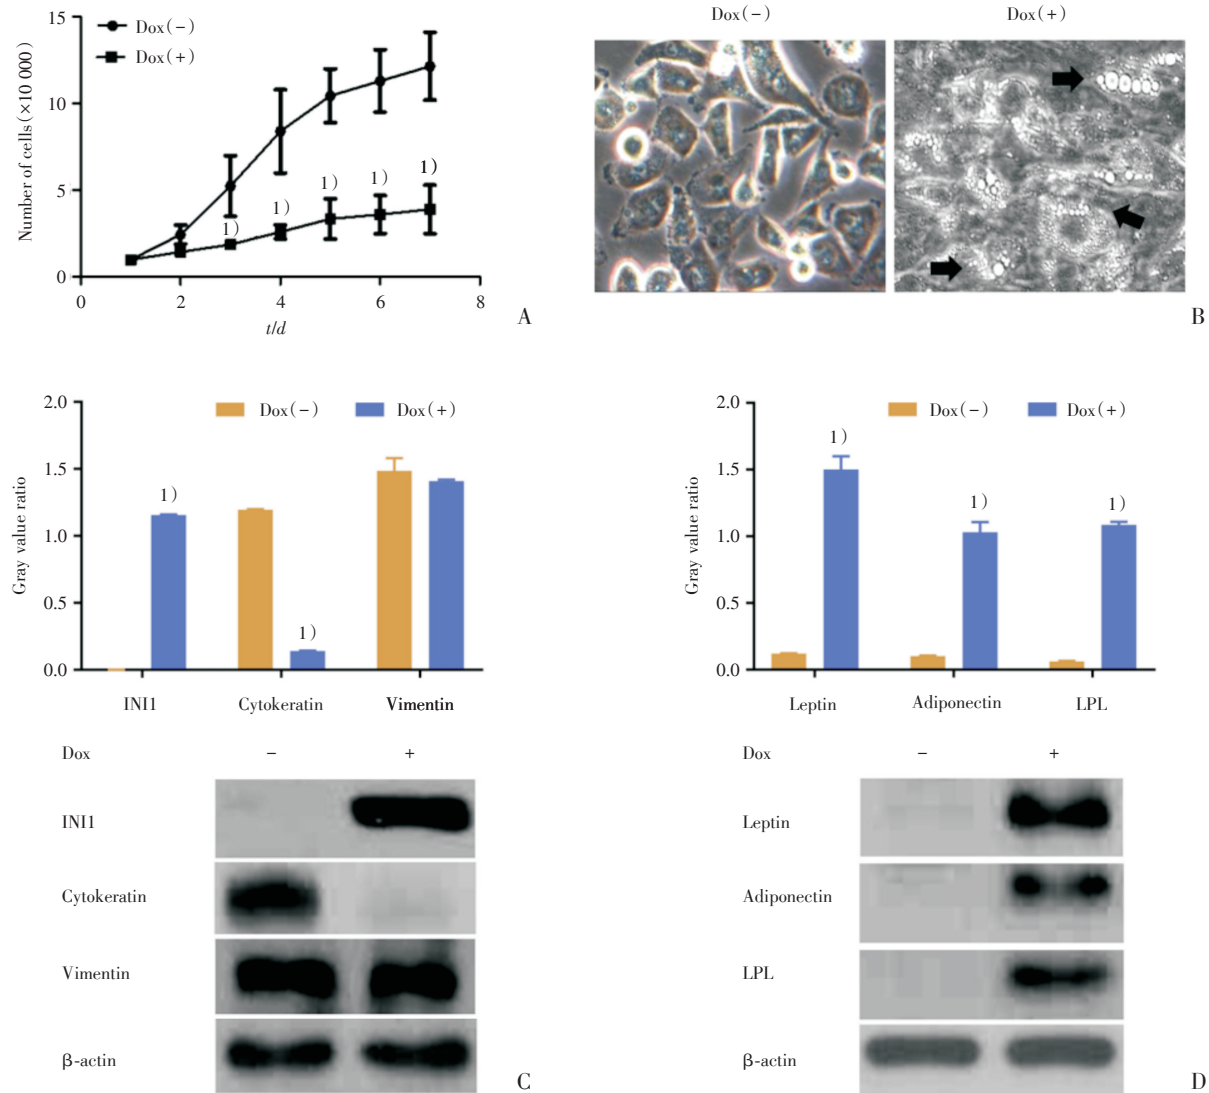 Dox(-)
Dox(+)
Number of cells(×10 000)
15
10
5
0
1)
1)
1)
1)
1)
0
2
4
6
8
t/d
A
Dox(-)
Dox(+)
B
Gray value ratio
2.0
1.5
1.0
0.5
0.0
Dox(-)
Dox(+)
1)
1)
INI1
Cytokeratin
Vimentin
Dox
-
+
INI1
Cytokeratin
Vimentin
β-actin
C
Gray value ratio
2.0
1.5
1.0
0.5
0.0
Dox(-)
Dox(+)
1)
1)
1)
Leptin
Adiponectin
LPL
Dox
-
+
Leptin
Adiponectin
LPL
β-actin
D